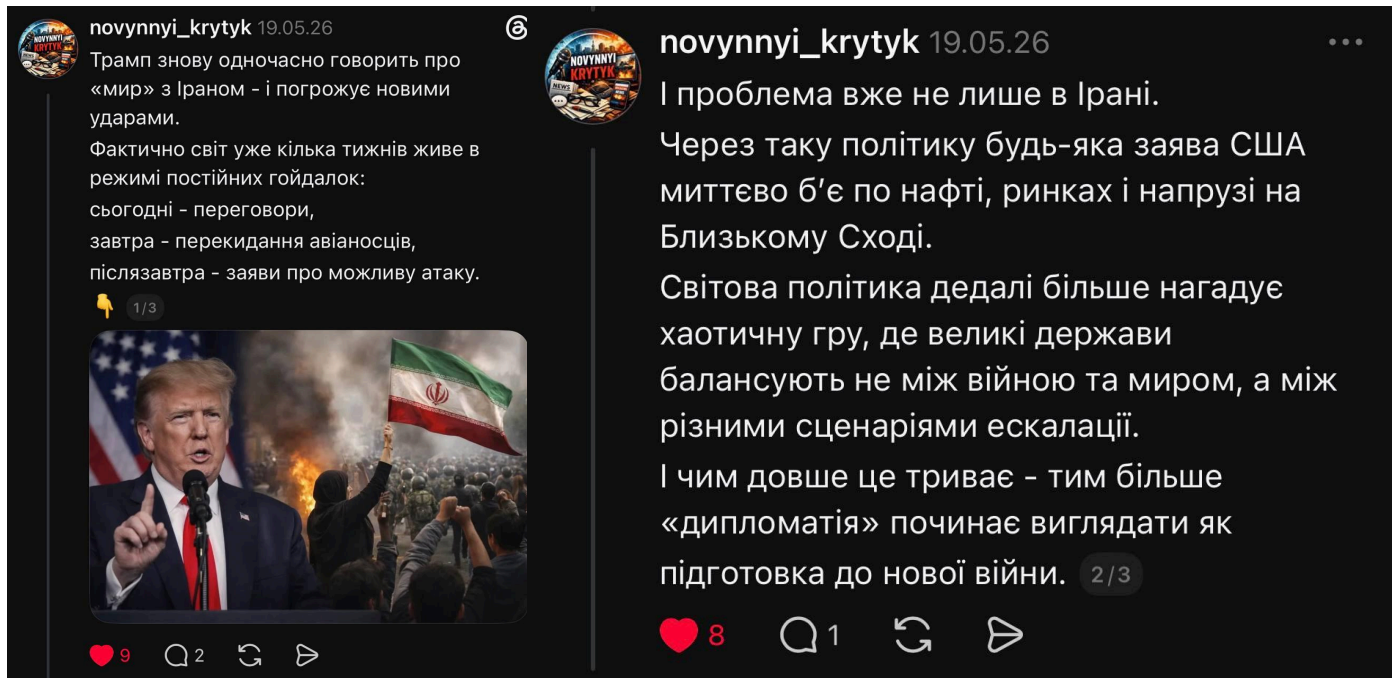 novynnyi_krytyk 19.05.26
Трамп знову одночасно говорить про
«мир» з Іраном - і погрожує новими
ударами.
Фактично світ уже кілька тижнів живе в
режимі постійних гойдалок:
сьогодні - переговори,
завтра - перекидання авіаносців,
післязавтра - заяви про можливу атаку.
👇 1/3
9 2
NOVYNNYI
KRYTYK
NEWS
novynnyi_krytyk 19.05.26
І проблема вже не лише в Ірані.
Через таку політику будь-яка заява США
миттєво б’є по нафті, ринках і напрузі на
Близькому Сході.
Світова політика дедалі більше нагадує
хаотичну гру, де великі держави
балансують не між війною та миром, а між
різними сценаріями ескалації.
І чим довше це триває - тим більше
«дипломатія» починає виглядати як
підготовка до нової війни. 2/3
8 1